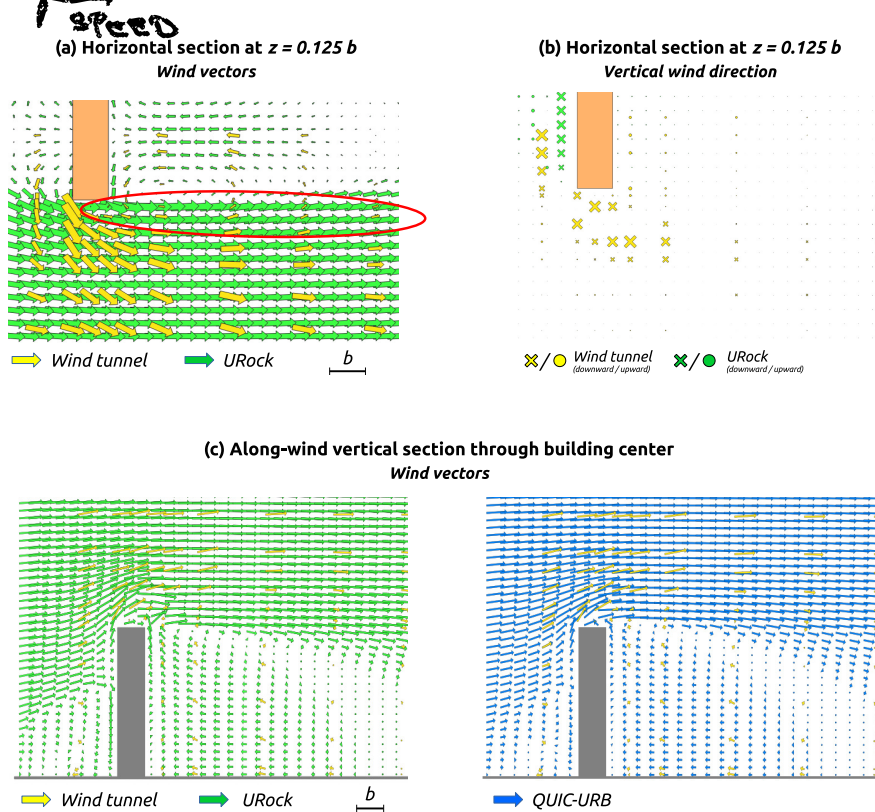 SPEED
(a) Horizontal section at z = 0.125 b
Wind vectors
(b) Horizontal section at z = 0.125 b
Vertical wind direction
Wind tunnel
URock
b
Wind tunnel
(downward / upward)
URock
(downward / upward)
(c) Along-wind vertical section through building center
Wind vectors
Wind tunnel
URock
b
QUIC-URB